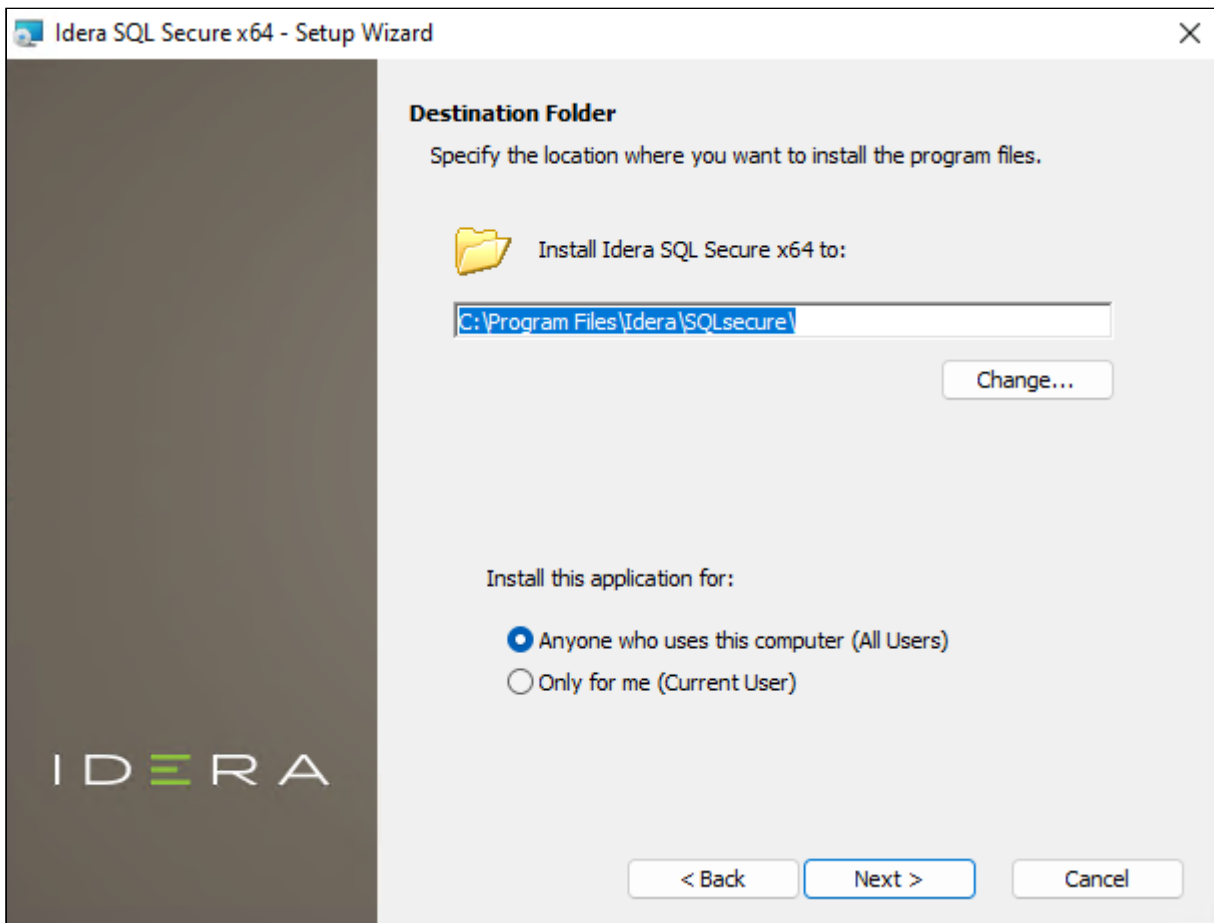 Idera SQL Secure x64 - Setup Wizard
Destination Folder
Specify the location where you want to install the program files.
Install Idera SQL Secure x64 to:
C:\Program Files\Idera\SQLsecure\
Change...
Install this application for:
Anyone who uses this computer (All Users)
Only for me (Current User)
IDERA
< Back Next > Cancel